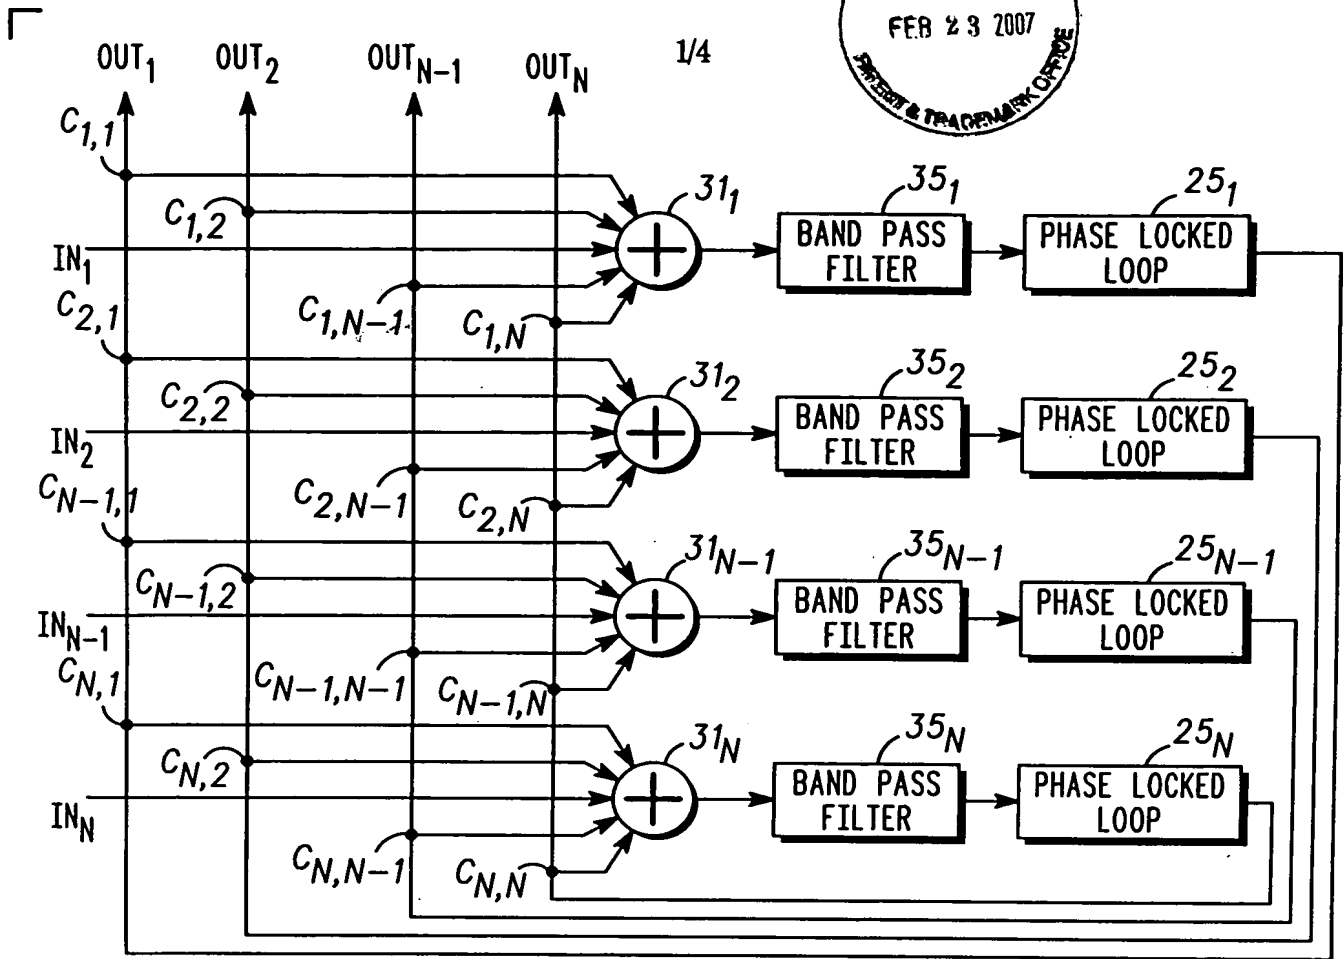 FEB 23 2007
PATENT & TRADEMARK OFFICE
1/4
OUT1 OUT2 OUTN-1 OUTN
C1,1
C1,2
IN1
C1,N-1
C1,N
311
BAND PASS
FILTER
351
PHASE LOCKED
LOOP
251
C2,1
C2,2
IN2
C2,N-1
C2,N
312
BAND PASS
FILTER
352
PHASE LOCKED
LOOP
252
CN-1,1
CN-1,2
INN-1
CN-1,N-1
CN-1,N
31N-1
BAND PASS
FILTER
35N-1
PHASE LOCKED
LOOP
25N-1
CN,1
CN,2
INN
CN,N-1
CN,N
31N
BAND PASS
FILTER
35N
PHASE LOCKED
LOOP
25N